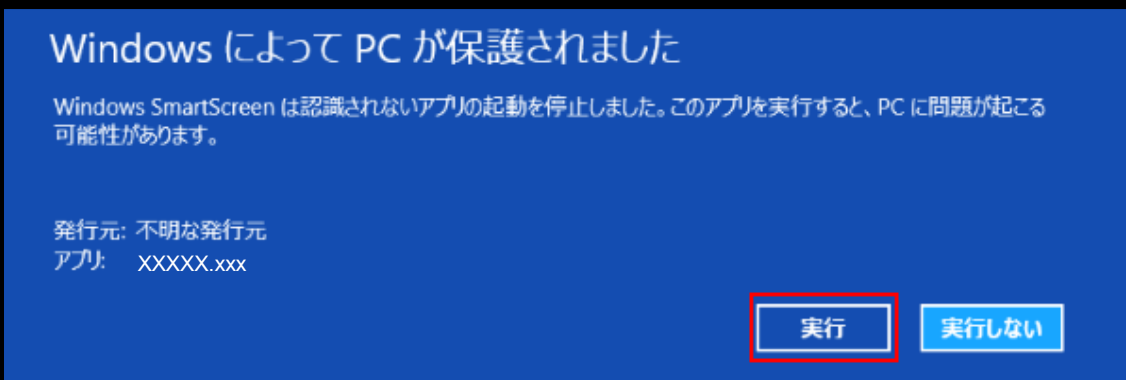 Windows によって PC が保護されました
Windows SmartScreen は認識されないアプリの起動を停止しました。このアプリを実行すると、PC に問題が起こる
可能性があります。
発行元: 不明な発行元
アプリ: XXXXX.xxx
実行 実行しない